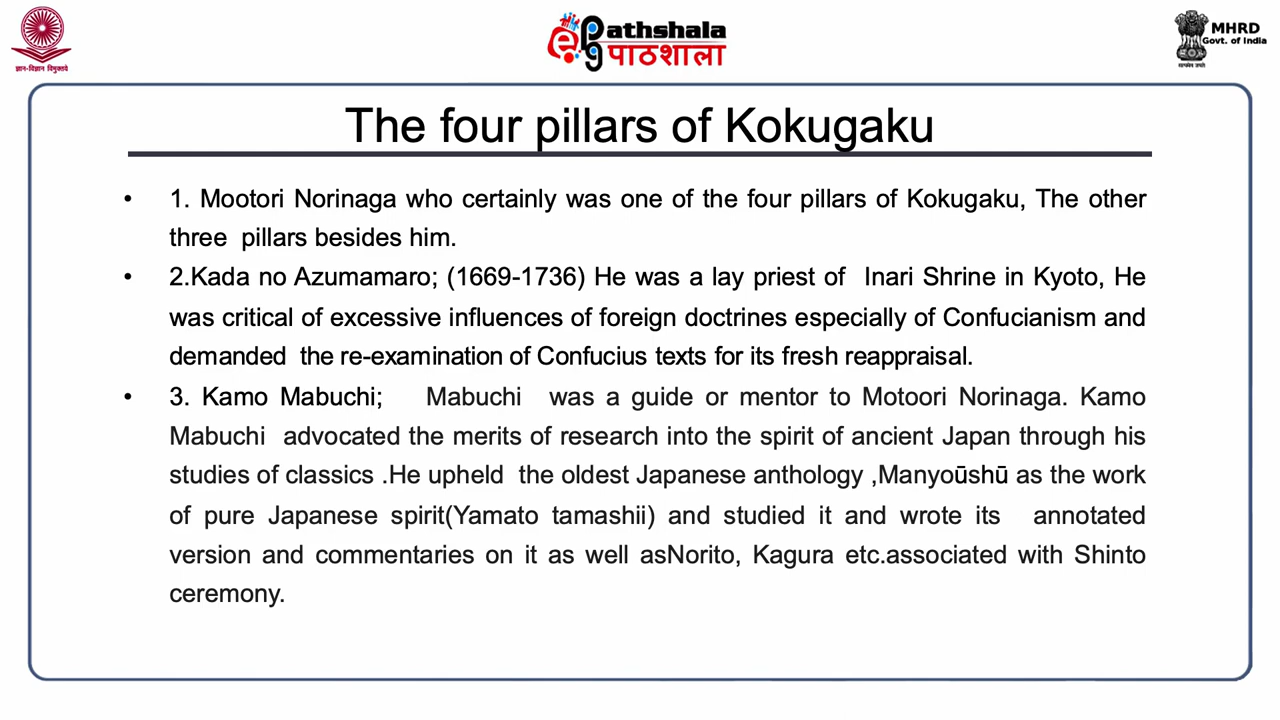 ज्ञान-विज्ञान विमुक्तये
ePG Pathshala
पाठशाला
MHRD
Govt. of India
सत्यमेव जयते
The four pillars of Kokugaku
• 1. Mootori Norinaga who certainly was one of the four pillars of Kokugaku, The other
three pillars besides him.
• 2.Kada no Azumamaro; (1669-1736) He was a lay priest of Inari Shrine in Kyoto, He
was critical of excessive influences of foreign doctrines especially of Confucianism and
demanded the re-examination of Confucius texts for its fresh reappraisal.
• 3. Kamo Mabuchi; Mabuchi was a guide or mentor to Motoori Norinaga. Kamo
Mabuchi advocated the merits of research into the spirit of ancient Japan through his
studies of classics .He upheld the oldest Japanese anthology ,Manyoūshū as the work
of pure Japanese spirit(Yamato tamashii) and studied it and wrote its annotated
version and commentaries on it as well asNorito, Kagura etc.associated with Shinto
ceremony.